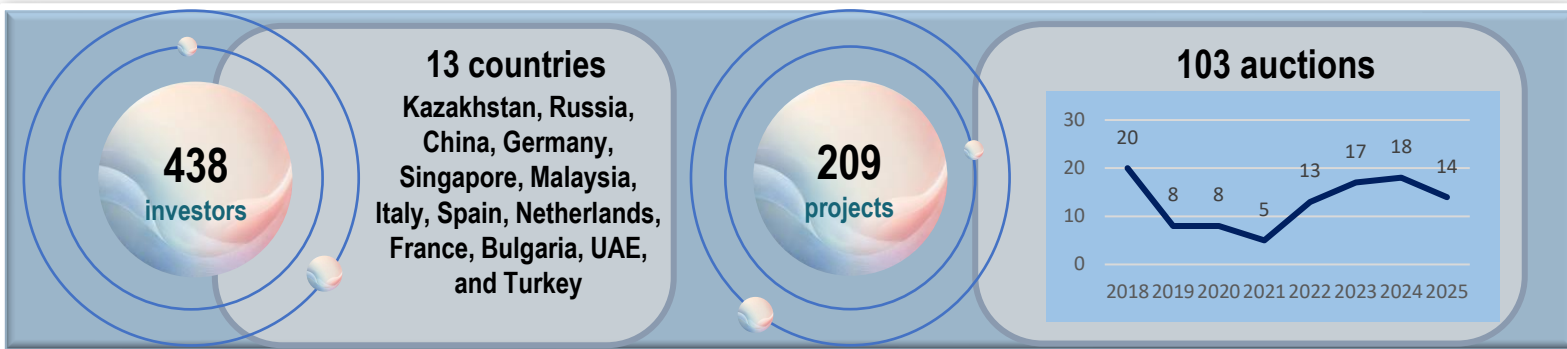 438
investors
13 countries
Kazakhstan, Russia,
China, Germany,
Singapore, Malaysia,
Italy, Spain, Netherlands,
France, Bulgaria, UAE,
and Turkey
209
projects
103 auctions
30
20
10
0
20
8
8
5
13
17
18
14
2018 2019 2020 2021 2022 2023 2024 2025